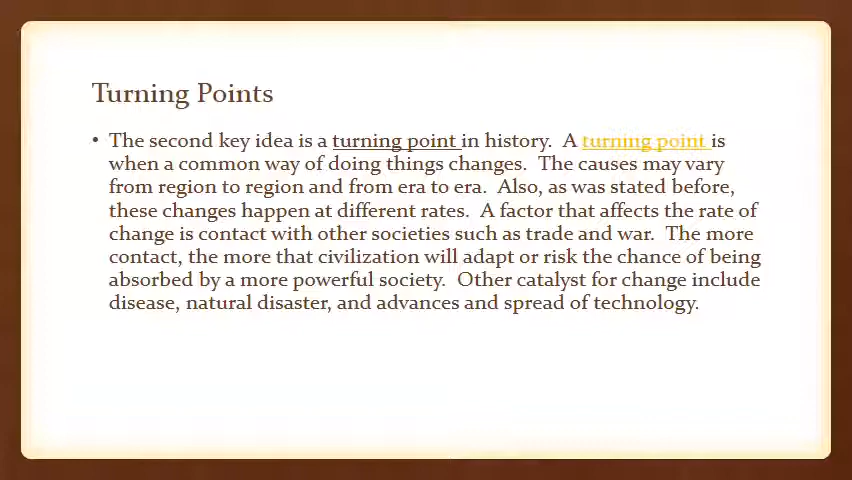 Turning Points
• The second key idea is a turning point in history.  A turning point is
when a common way of doing things changes.  The causes may vary
from region to region and from era to era.  Also, as was stated before,
these changes happen at different rates.  A factor that affects the rate of
change is contact with other societies such as trade and war.  The more
contact, the more that civilization will adapt or risk the chance of being
absorbed by a more powerful society.  Other catalyst for change include
disease, natural disaster, and advances and spread of technology.